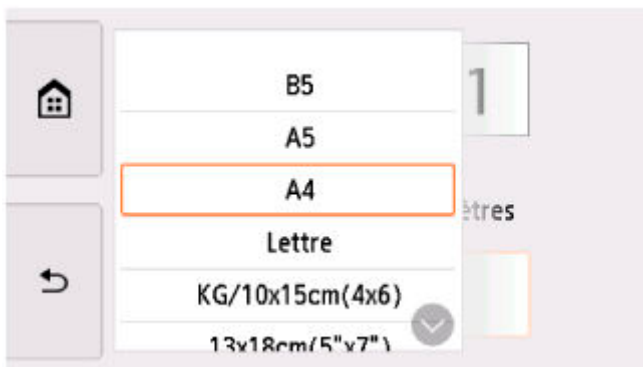 B5
1
A5
A4
ètres
Lettre
KG/10x15cm(4x6)
13x18cm(5"x7")